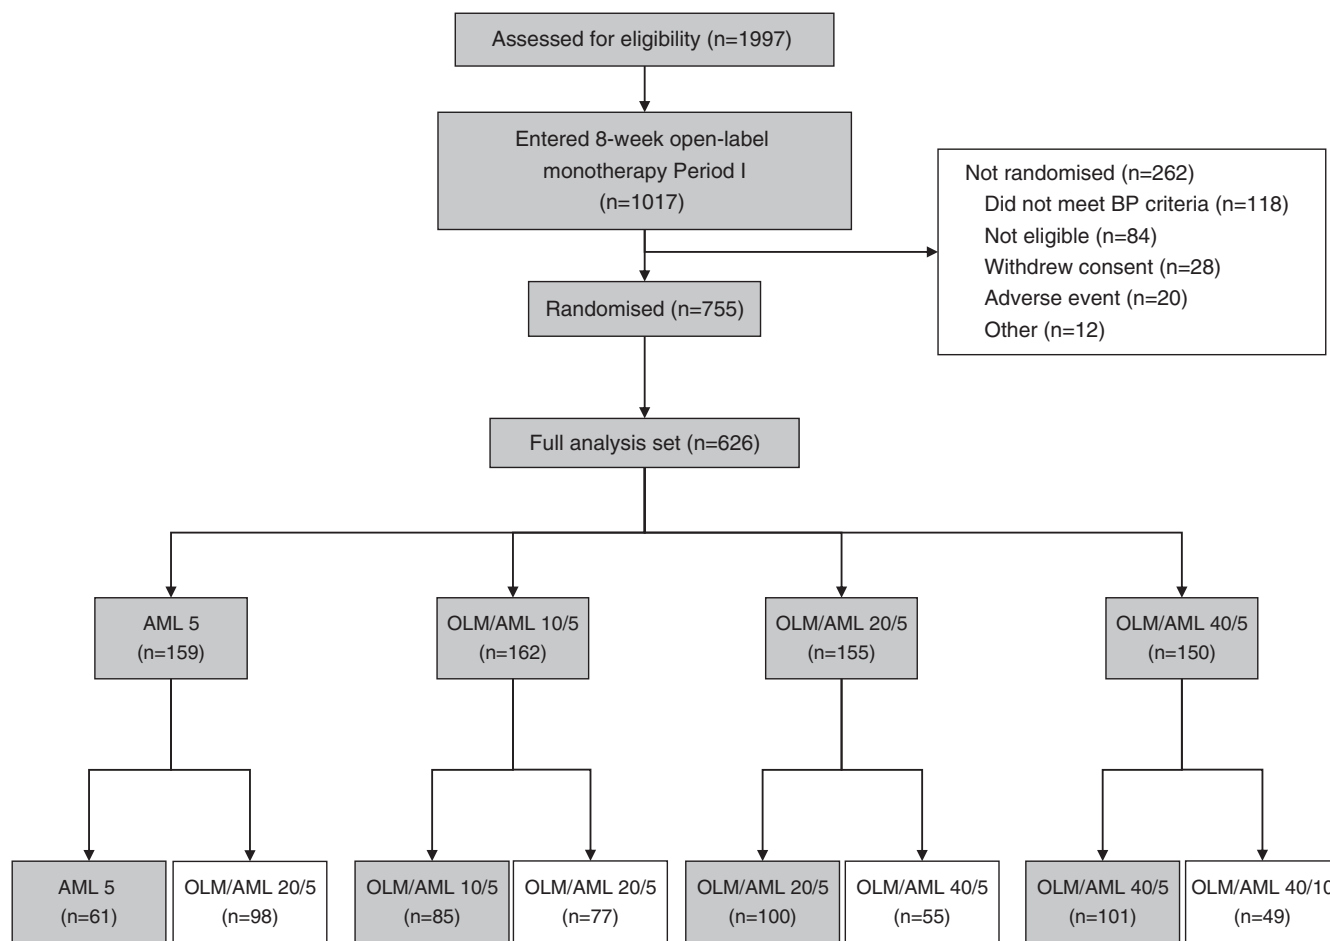 Assessed for eligibility (n=1997)
Entered 8-week open-label
monotherapy Period I
(n=1017)
Not randomised (n=262)
Did not meet BP criteria (n=118)
Not eligible (n=84)
Withdrew consent (n=28)
Adverse event (n=20)
Other (n=12)
Randomised (n=755)
Full analysis set (n=626)
AML 5
(n=159)
OLM/AML 10/5
(n=162)
OLM/AML 20/5
(n=155)
OLM/AML 40/5
(n=150)
AML 5
(n=61)
OLM/AML 20/5
(n=98)
OLM/AML 10/5
(n=85)
OLM/AML 20/5
(n=77)
OLM/AML 20/5
(n=100)
OLM/AML 40/5
(n=55)
OLM/AML 40/5
(n=101)
OLM/AML 40/10
(n=49)